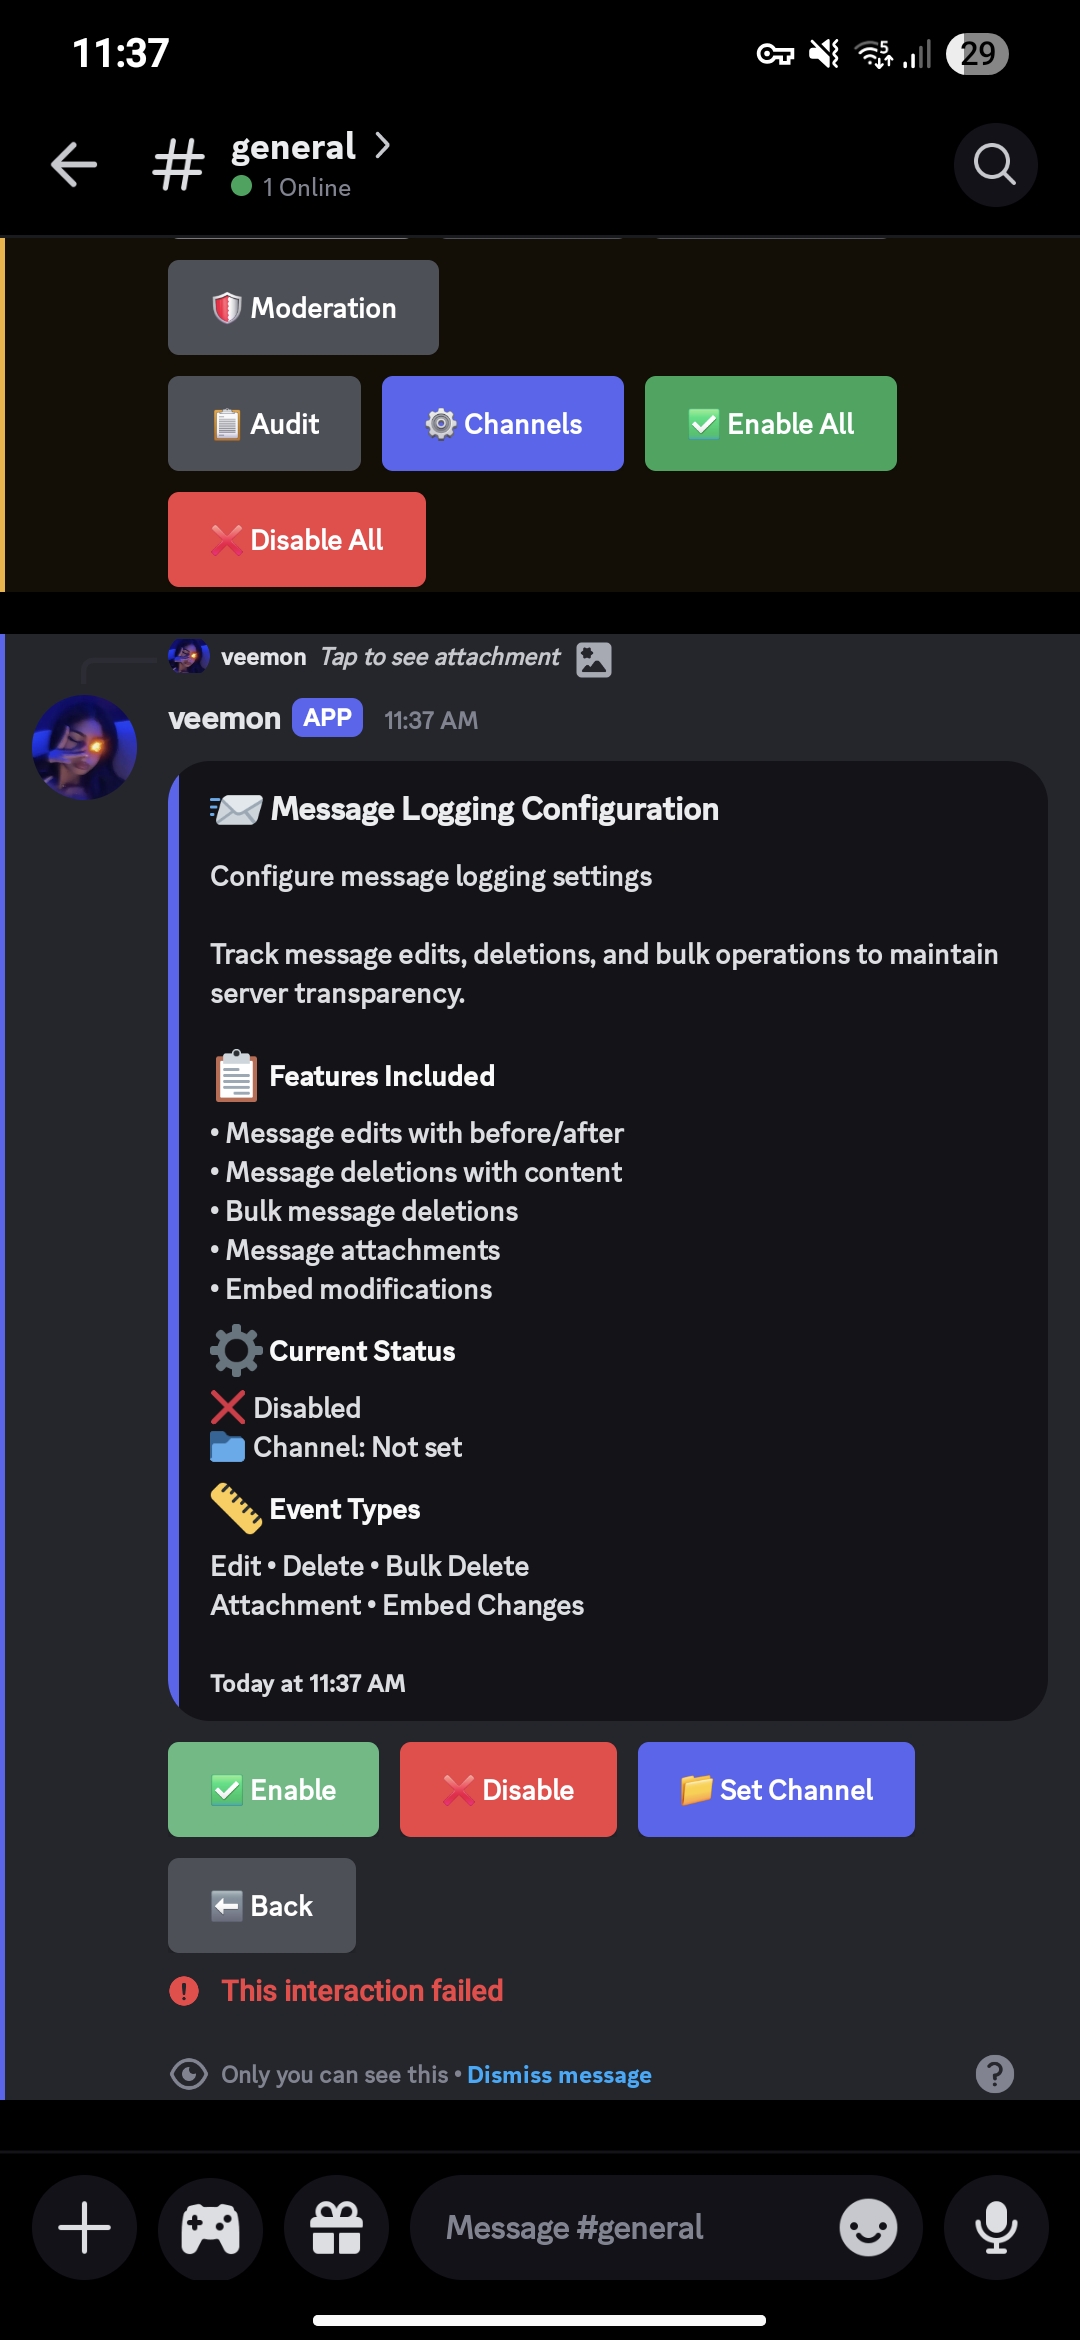 11:37
5
29
general
1 Online
Moderation
Audit
Channels
Enable All
Disable All
veemon Tap to see attachment
veemon APP 11:37 AM
Message Logging Configuration
Configure message logging settings
Track message edits, deletions, and bulk operations to maintain
server transparency.
Features Included
• Message edits with before/after
• Message deletions with content
• Bulk message deletions
• Message attachments
• Embed modifications
Current Status
Disabled
Channel: Not set
Event Types
Edit • Delete • Bulk Delete
Attachment • Embed Changes
Today at 11:37 AM
Enable
Disable
Set Channel
Back
This interaction failed
Only you can see this • Dismiss message
Message #general